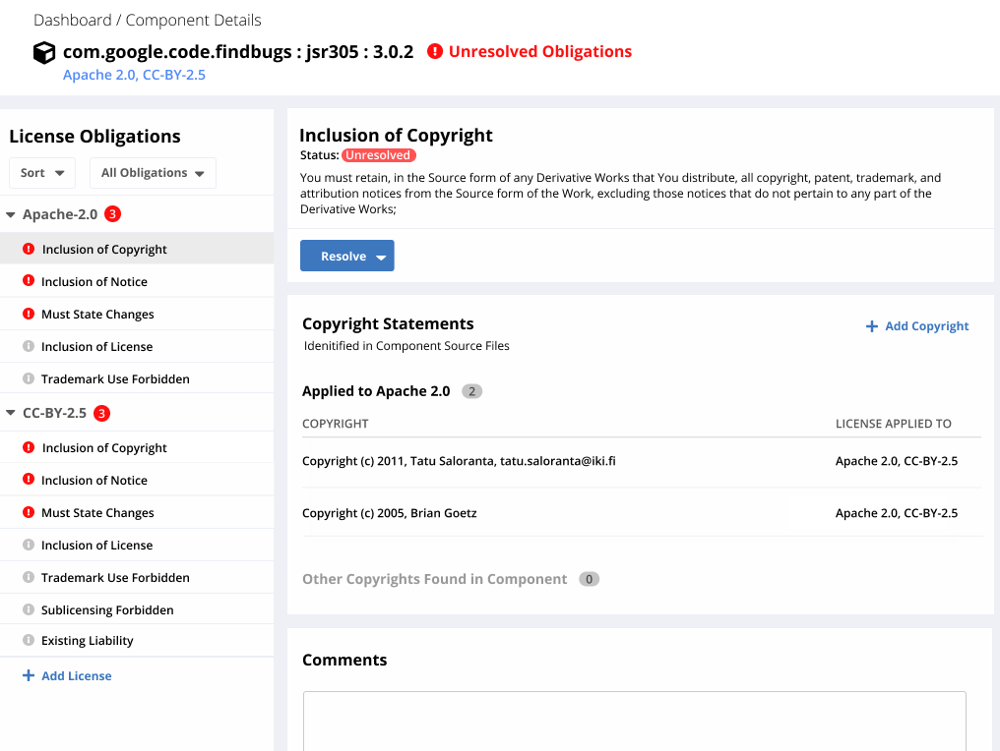 Dashboard / Component Details
com.google.code.findbugs : jsr305 : 3.0.2
Unresolved Obligations
Apache 2.0, CC-BY-2.5
License Obligations
Sort
All Obligations
Apache-2.0 3
Inclusion of Copyright
Inclusion of Notice
Must State Changes
Inclusion of License
Trademark Use Forbidden
CC-BY-2.5 3
Inclusion of Copyright
Inclusion of Notice
Must State Changes
Inclusion of License
Trademark Use Forbidden
Sublicensing Forbidden
Existing Liability
Add License
Inclusion of Copyright
Status: Unresolved
You must retain, in the Source form of any Derivative Works that You distribute, all copyright, patent, trademark, and
attribution notices from the Source form of the Work, excluding those notices that do not pertain to any part of the
Derivative Works;
Resolve
Copyright Statements
Add Copyright
Idenitified in Component Source Files
Applied to Apache 2.0 2
COPYRIGHT LICENSE APPLIED TO
Copyright (c) 2011, Tatu Saloranta, tatu.saloranta@iki.fi Apache 2.0, CC-BY-2.5
Copyright (c) 2005, Brian Goetz Apache 2.0, CC-BY-2.5
Other Copyrights Found in Component 0
Comments